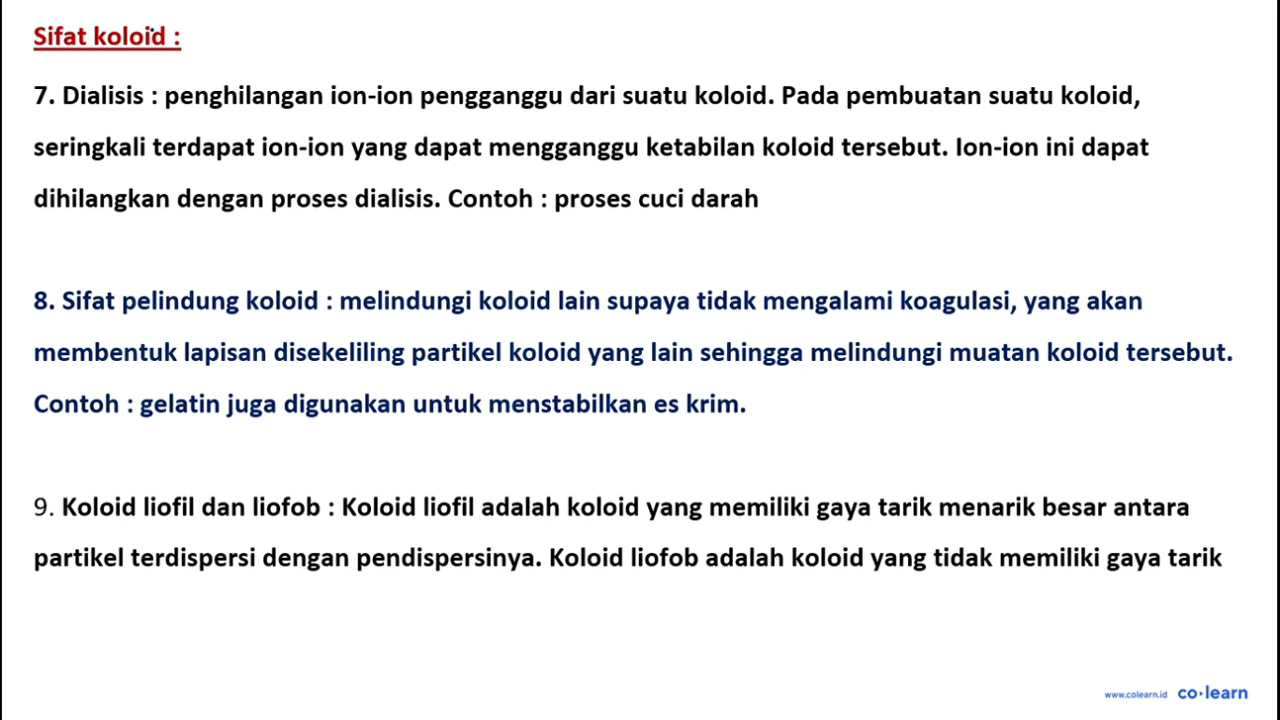 Sifat koloid :
7. Dialisis : penghilangan ion-ion pengganggu dari suatu koloid. Pada pembuatan suatu koloid,
seringkali terdapat ion-ion yang dapat mengganggu ketabilan koloid tersebut. Ion-ion ini dapat
dihilangkan dengan proses dialisis. Contoh : proses cuci darah
8. Sifat pelindung koloid : melindungi koloid lain supaya tidak mengalami koagulasi, yang akan
membentuk lapisan disekeliling partikel koloid yang lain sehingga melindungi muatan koloid tersebut.
Contoh : gelatin juga digunakan untuk menstabilkan es krim.
9. Koloid liofil dan liofob : Koloid liofil adalah koloid yang memiliki gaya tarik menarik besar antara
partikel terdispersi dengan pendispersinya. Koloid liofob adalah koloid yang tidak memiliki gaya tarik
www.colearn.id co·learn